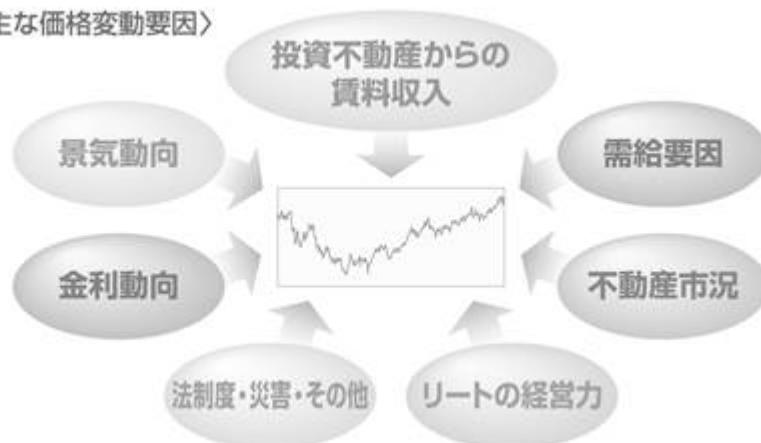 主な価格変動要因〉
投資不動産からの
賃料収入
景気動向
需給要因
金利動向
不動産市況
法制度・災害・その他
リートの経営力